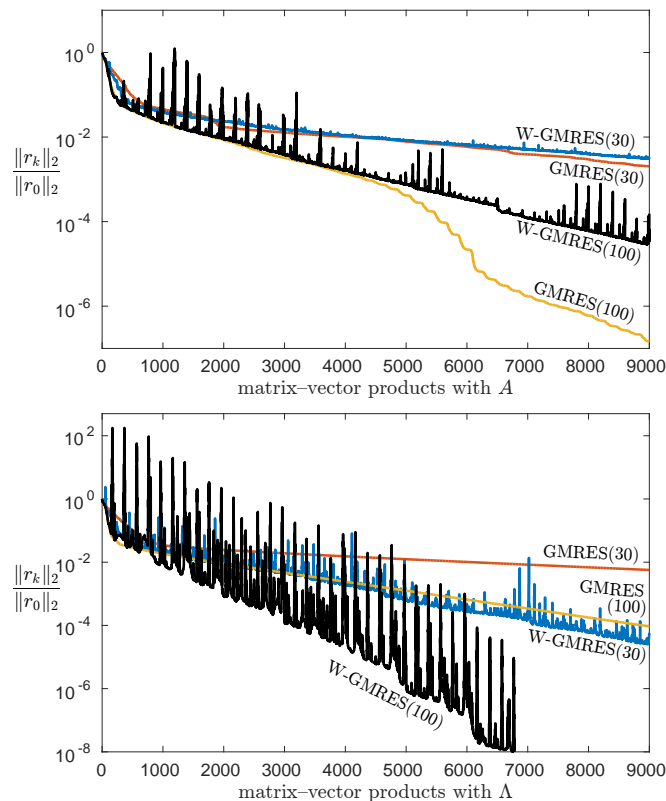 10^0
10^-2
10^-4
10^-6
‖r_k‖_2
‖r_0‖_2
W-GMRES(30)
GMRES(30)
W-GMRES(100)
GMRES(100)
0 1000 2000 3000 4000 5000 6000 7000 8000 9000
matrix–vector products with A
10^2
10^0
10^-2
10^-4
10^-6
10^-8
‖r_k‖_2
‖r_0‖_2
GMRES(30)
GMRES
(100)
W-GMRES(30)
W-GMRES(100)
0 1000 2000 3000 4000 5000 6000 7000 8000 9000
matrix–vector products with Λ